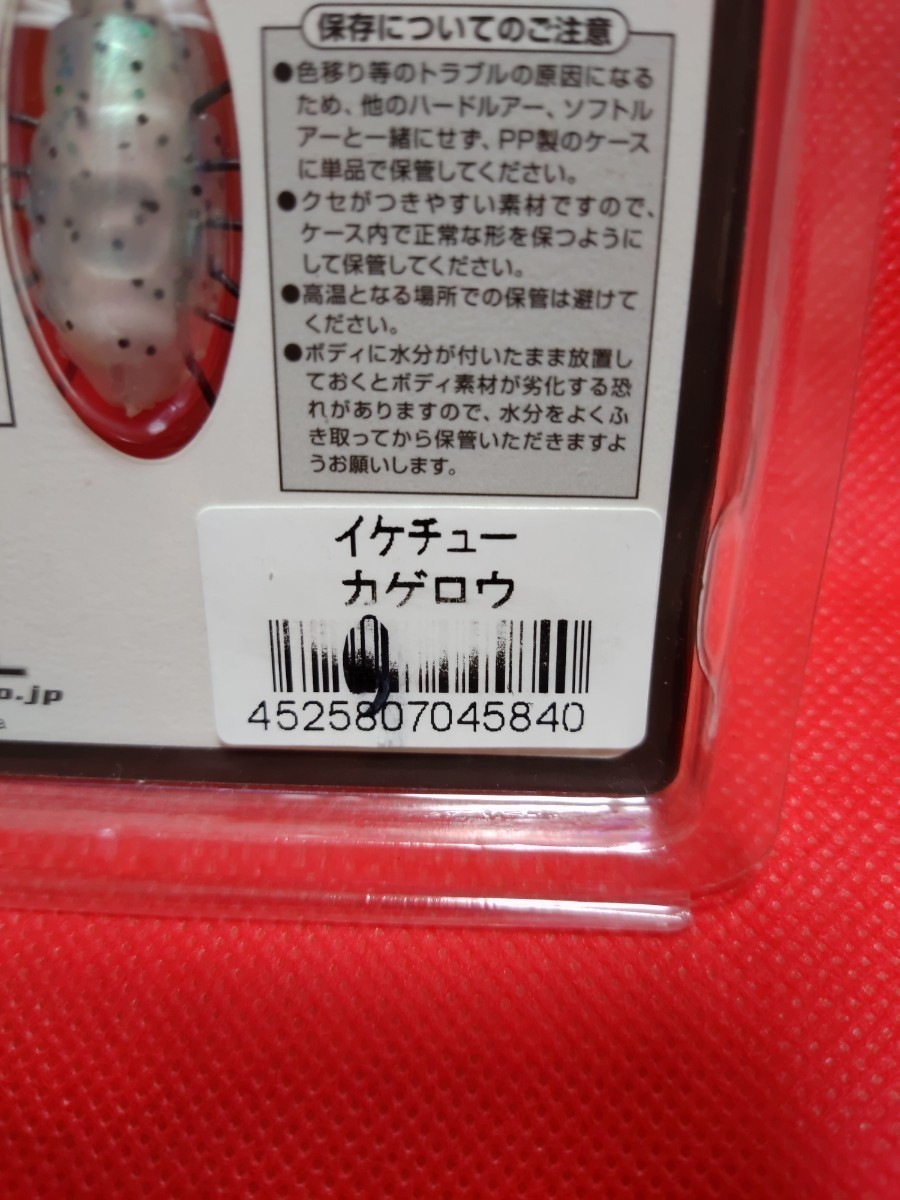 保存についてのご注意
●色移り等のトラブルの原因になる
ため、他のハードルアー、ソフトル
アーと一緒にせず、PP製のケース
に単品で保管してください。
●クセがつきやすい素材ですので、
ケース内で正常な形を保つように
して保管してください。
●高温となる場所での保管は避けて
ください。
●ボディに水分が付いたまま放置し
ておくとボディ素材が劣化する恐
れがありますので、水分をよくふ
き取ってから保管いただきますよ
うお願いします。
イケチュー
カゲロウ
4525807045840
o.jp